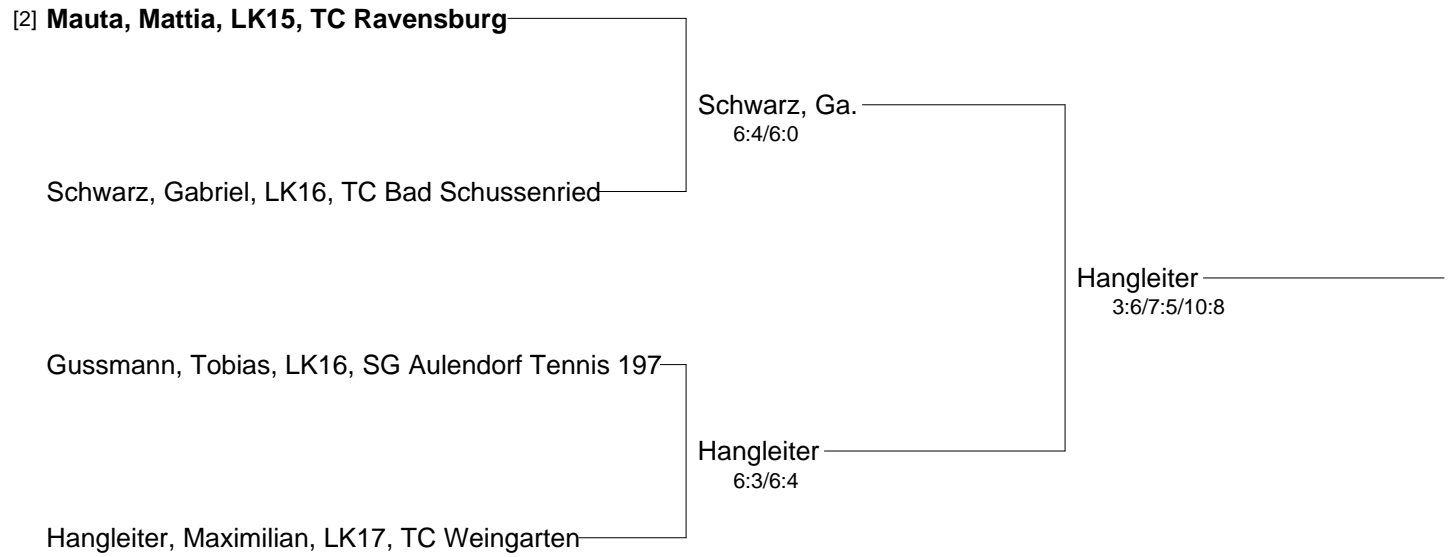 [2] Mauta, Mattia, LK15, TC Ravensburg
Schwarz, Ga.
6:4/6:0
Schwarz, Gabriel, LK16, TC Bad Schussenried
Hangleiter
3:6/7:5/10:8
Gussmann, Tobias, LK16, SG Aulendorf Tennis 197
Hangleiter
6:3/6:4
Hangleiter, Maximilian, LK17, TC Weingarten